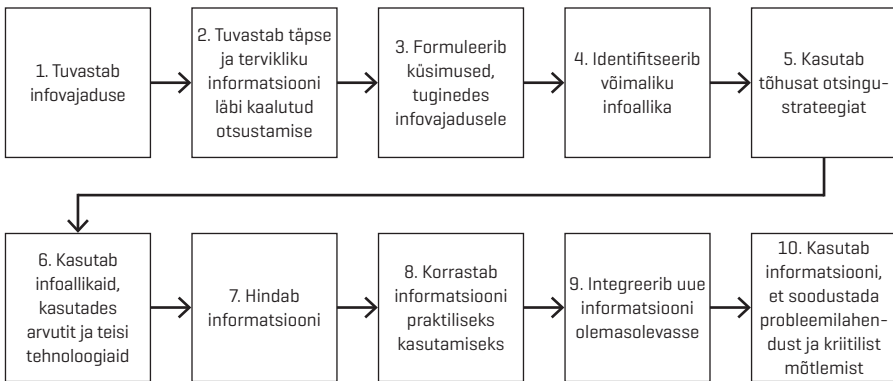 1. Tuvastab
infovajaduse
2. Tuvastab täpse
ja tervikliku
informatsiooni
läbi kaalutud
otsustamise
3. Formuleerib
küsimused,
tuginedes
infovajadusele
4. Identifitseerib
võimaliku
infoallika
5. Kasutab
tõhusat otsingu-
strateegiat
6. Kasutab
infoallikaid,
kasutades
arvutit ja teisi
tehnoloogiaid
7. Hindab
informatsiooni
8. Korrastab
informatsiooni
praktiliseks
kasutamiseks
9. Integreerib uue
informatsiooni
olemasolevasse
10. Kasutab
informatsiooni,
et soodustada
probleemilahen-
dust ja kriitilist
mõtlemist